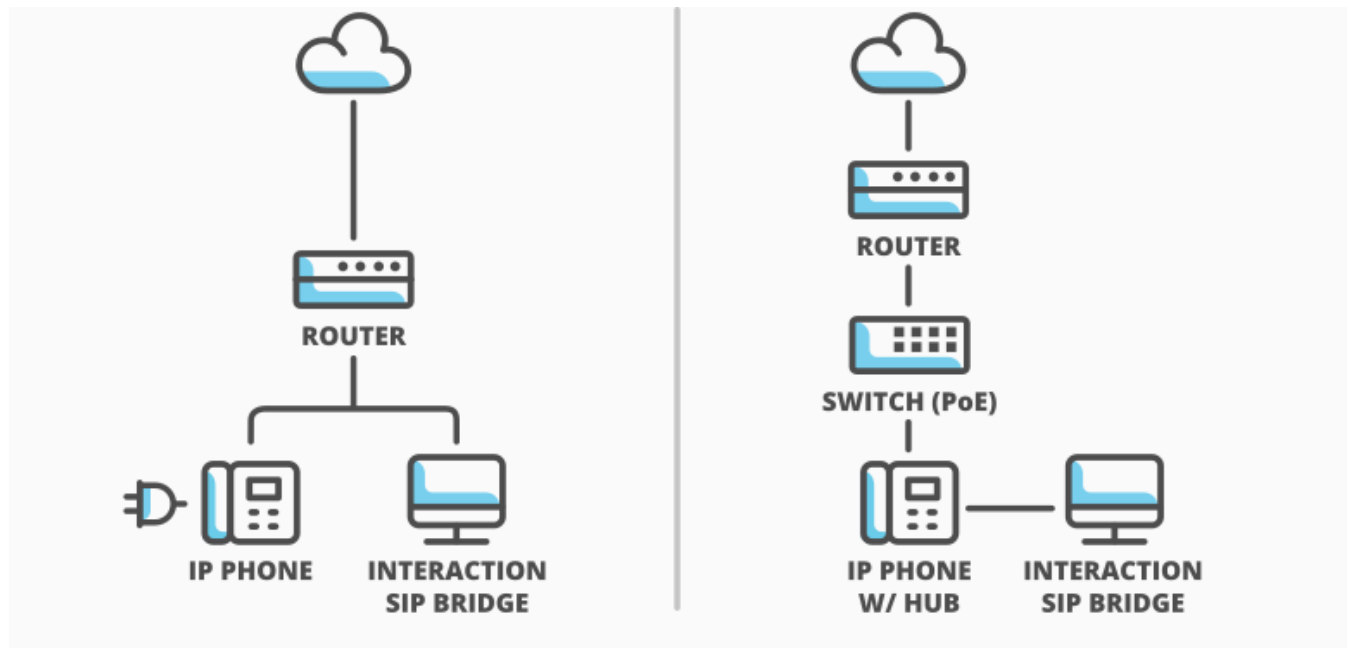 ROUTER
IP PHONE
INTERACTION
SIP BRIDGE
ROUTER
SWITCH (PoE)
IP PHONE
W/ HUB
INTERACTION
SIP BRIDGE